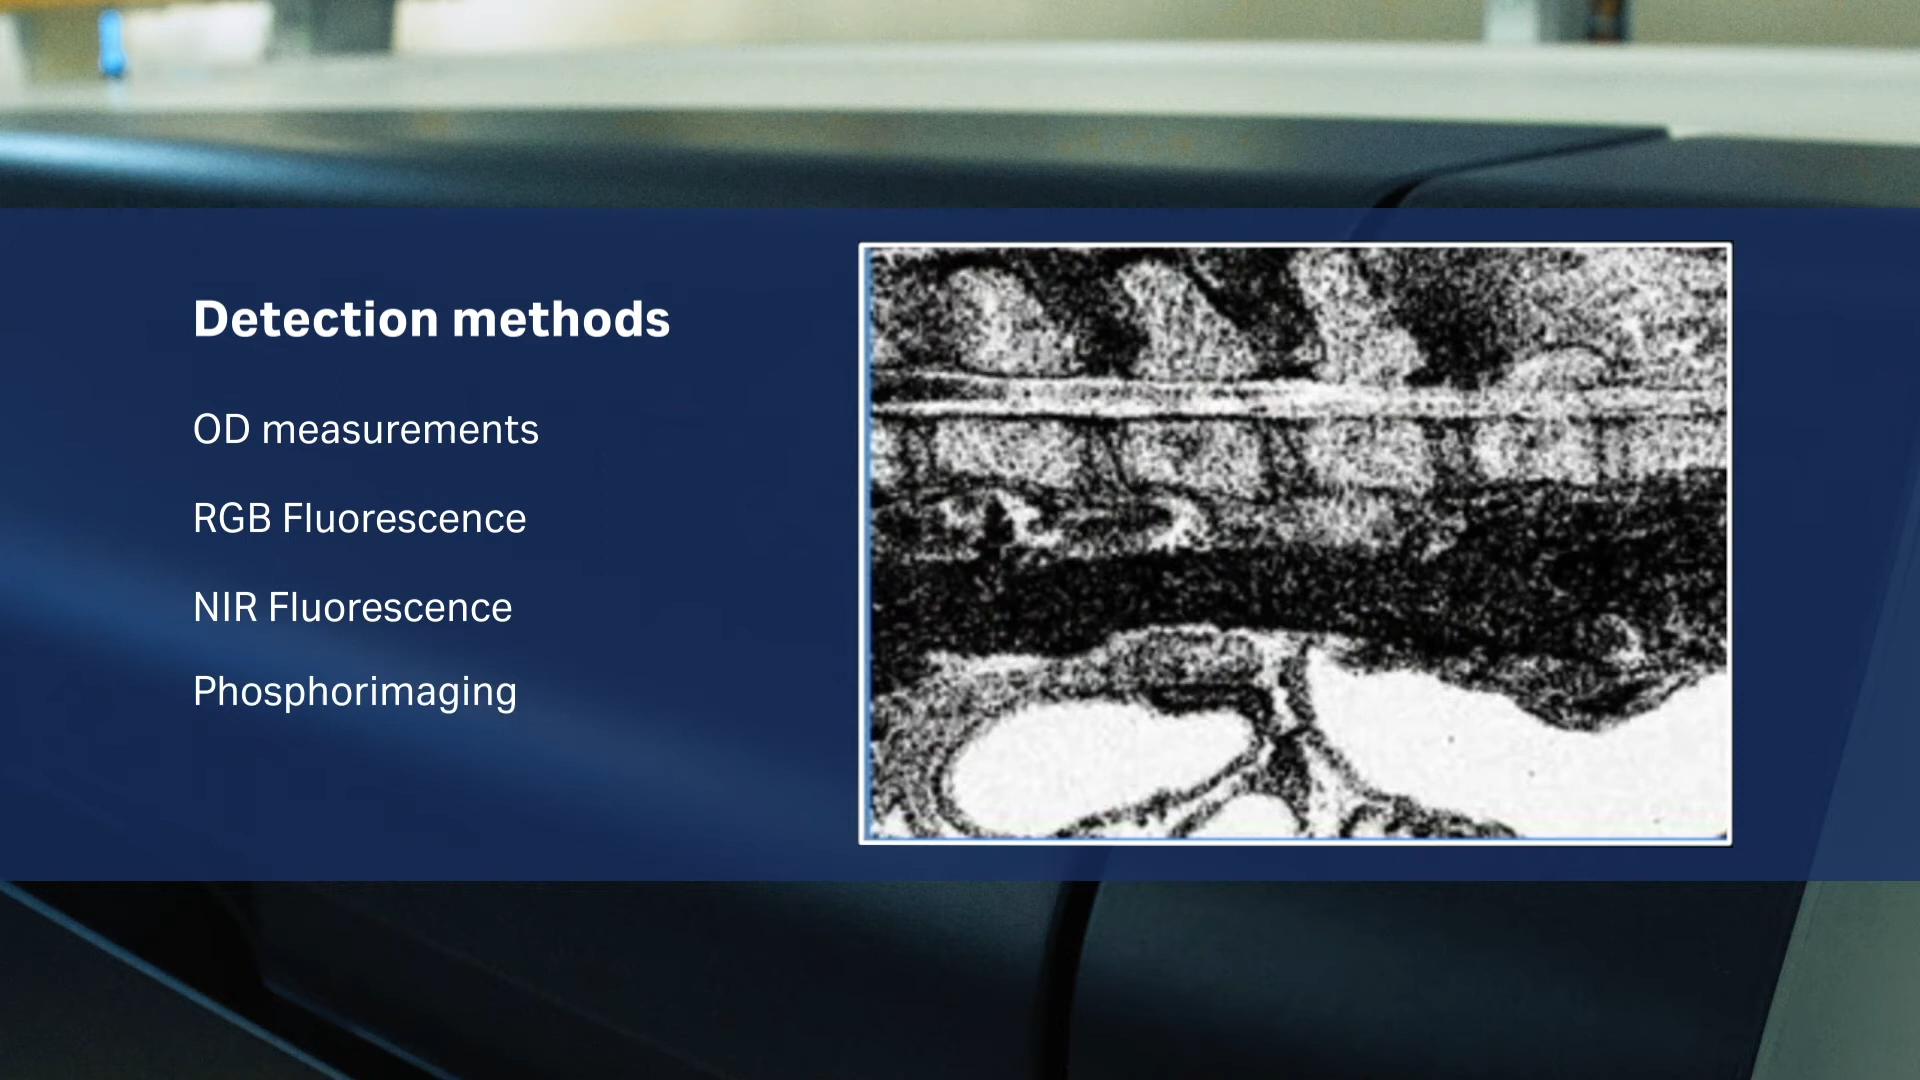 Detection methods
OD measurements
RGB Fluorescence
NIR Fluorescence
Phosphorimaging